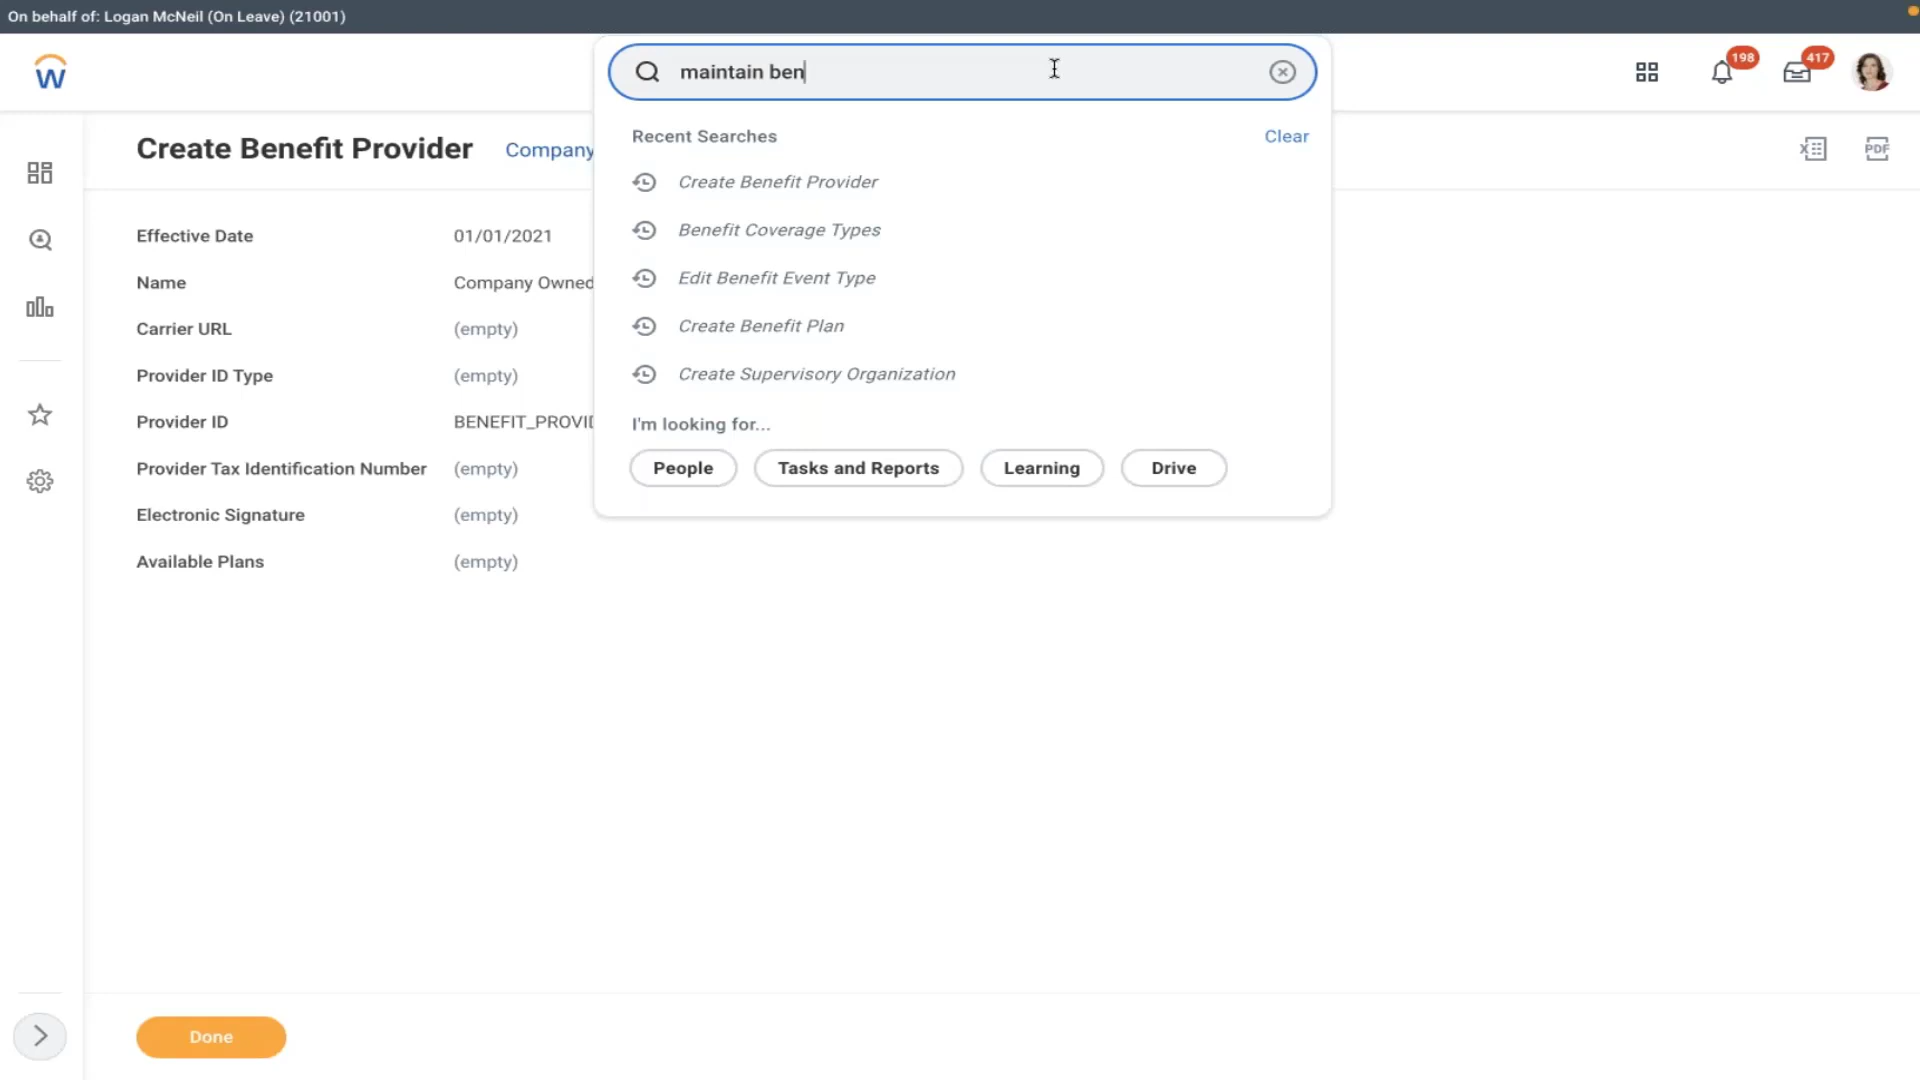 On behalf of: Logan McNeil (On Leave) (21001)
W
maintain ben
198
417
Create Benefit Provider
Company
Recent Searches
Clear
Create Benefit Provider
Benefit Coverage Types
Edit Benefit Event Type
Create Benefit Plan
Create Supervisory Organization
I'm looking for...
People
Tasks and Reports
Learning
Drive
X
PDF
Effective Date 01/01/2021
Name Company Owned
Carrier URL (empty)
Provider ID Type (empty)
Provider ID BENEFIT_PROVID
Provider Tax Identification Number (empty)
Electronic Signature (empty)
Available Plans (empty)
Done